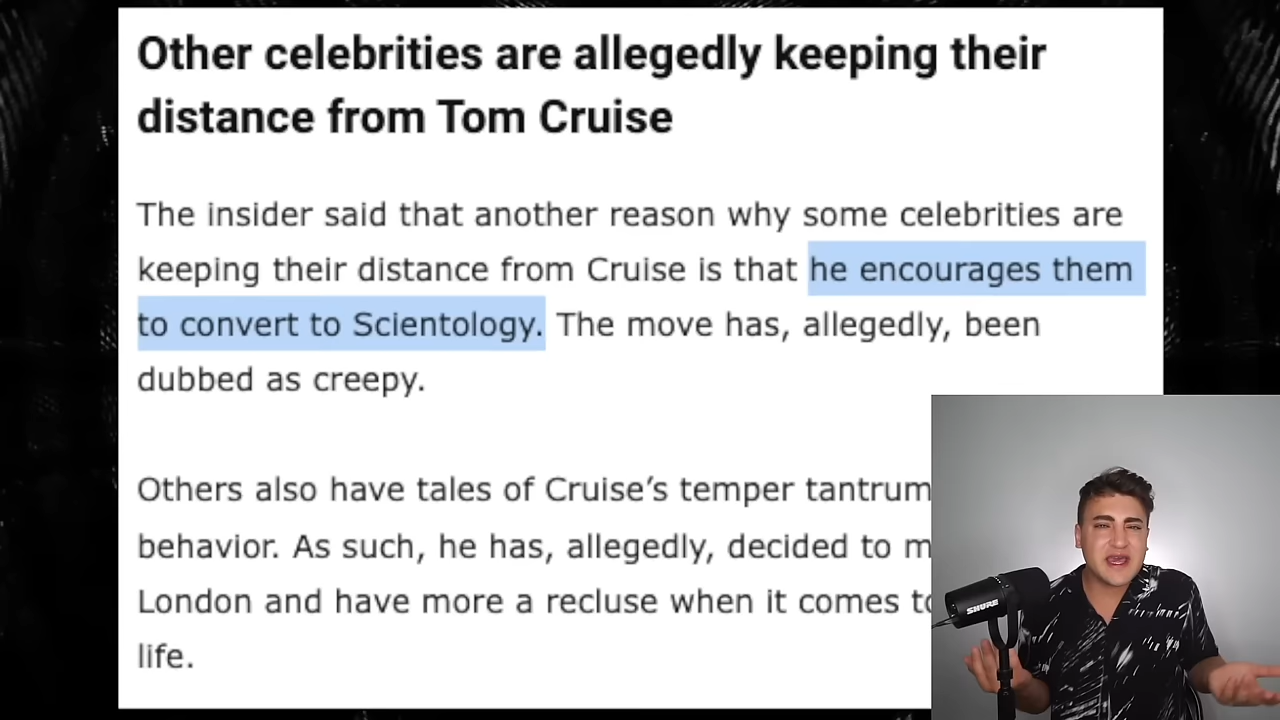 Other celebrities are allegedly keeping their
distance from Tom Cruise
The insider said that another reason why some celebrities are
keeping their distance from Cruise is that he encourages them
to convert to Scientology. The move has, allegedly, been
dubbed as creepy.
Others also have tales of Cruise’s temper tantrum
behavior. As such, he has, allegedly, decided to
London and have more a recluse when it comes
life.
SHURE